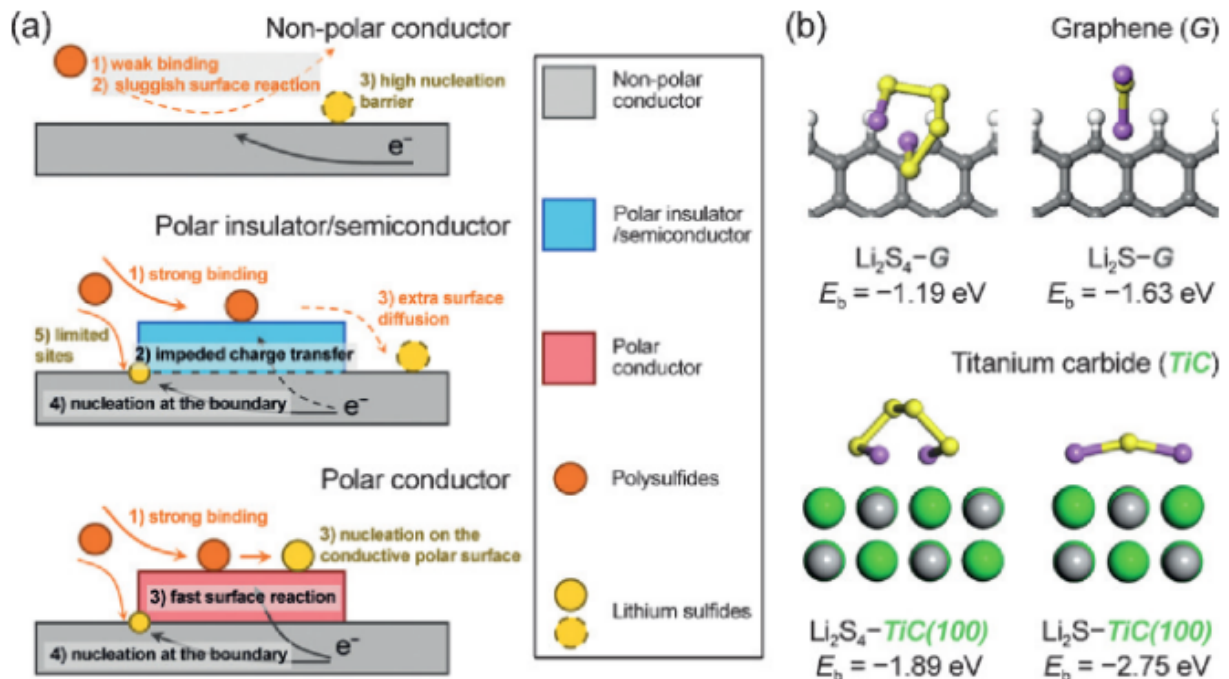 (a)
Non-polar conductor
1) weak binding
2) sluggish surface reaction
3) high nucleation
barrier
e⁻
Polar insulator/semiconductor
1) strong binding
3) extra surface
diffusion
5) limited
sites
2) impeded charge transfer
4) nucleation at the boundary
e⁻
Polar conductor
1) strong binding
3) nucleation on the
conductive polar surface
3) fast surface reaction
4) nucleation at the boundary
e⁻
Non-polar
conductor
Polar insulator
/semiconductor
Polar
conductor
Polysulfides
Lithium sulfides
(b)
Graphene (G)
Li₂S₄−G
E_b = −1.19 eV
Li₂S−G
E_b = −1.63 eV
Titanium carbide (TiC)
Li₂S₄−TiC(100)
E_b = −1.89 eV
Li₂S−TiC(100)
E_b = −2.75 eV